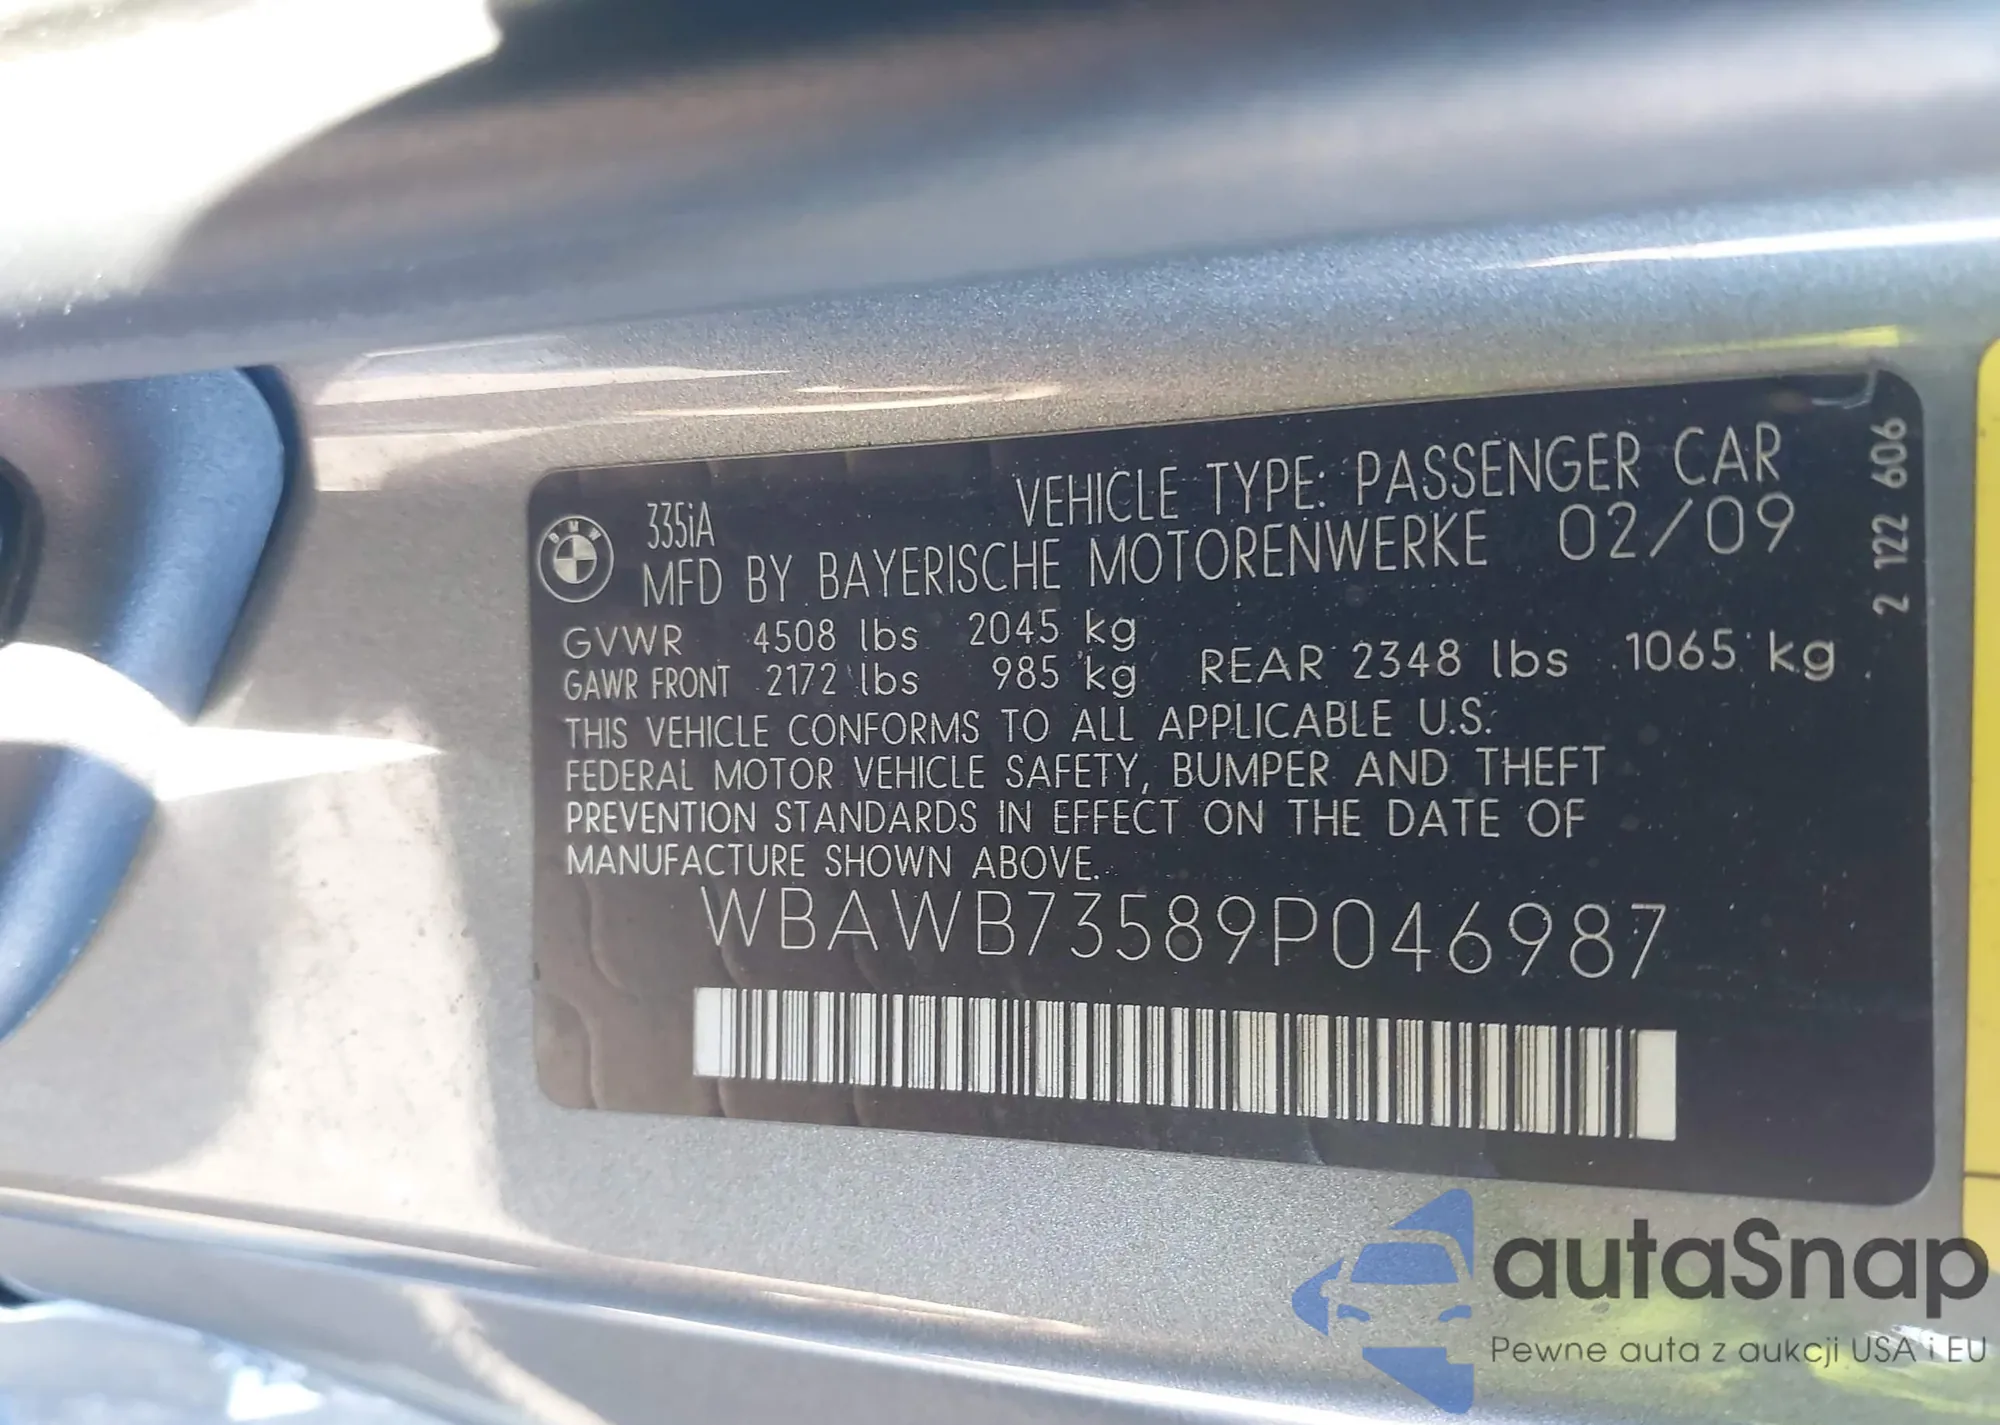 BMW
335iA
VEHICLE TYPE: PASSENGER CAR
MFD BY BAYERISCHE MOTORENWERKE 02/09
GVWR 4508 lbs 2045 kg
GAWR FRONT 2172 lbs 985 kg REAR 2348 lbs 1065 kg
THIS VEHICLE CONFORMS TO ALL APPLICABLE U.S.
FEDERAL MOTOR VEHICLE SAFETY, BUMPER AND THEFT
PREVENTION STANDARDS IN EFFECT ON THE DATE OF
MANUFACTURE SHOWN ABOVE.
WBAWB73589P046987
2 122 606
autaSnap
Pewne auta z aukcji USA i EU